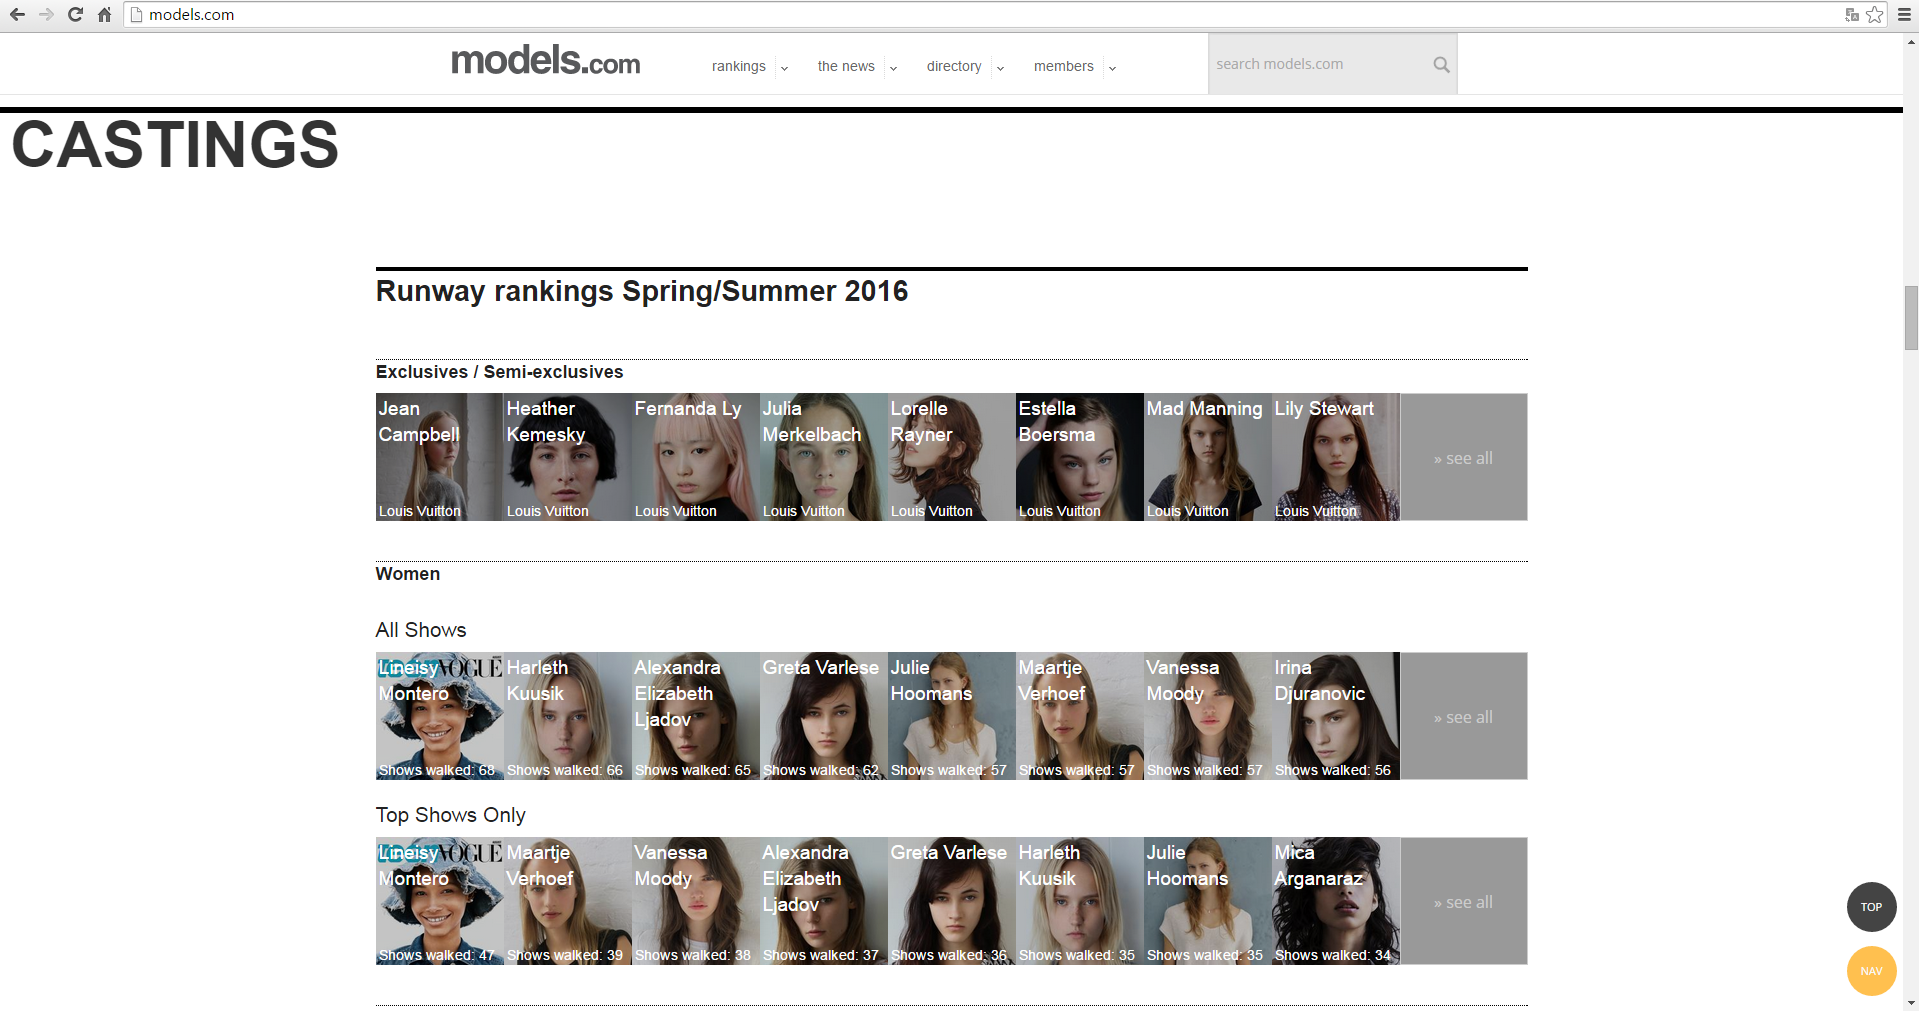 models.com
models.com
rankings
the news
directory
members
search models.com
CASTINGS
Runway rankings Spring/Summer 2016
Exclusives / Semi-exclusives
Jean
Campbell
Louis Vuitton
Heather
Kemesky
Louis Vuitton
Fernanda Ly
Louis Vuitton
Julia
Merkelbach
Louis Vuitton
Lorelle
Rayner
Louis Vuitton
Estella
Boersma
Louis Vuitton
Mad Manning
Louis Vuitton
Lily Stewart
Louis Vuitton
» see all
Women
All Shows
Lineisy
VOGUE
Montero
Shows walked: 68
Harleth
Kuusik
Shows walked: 66
Alexandra
Elizabeth
Ljadov
Shows walked: 65
Greta Varlese
Shows walked: 62
Julie
Hoomans
Shows walked: 57
Maartje
Verhoef
Shows walked: 57
Vanessa
Moody
Shows walked: 57
Irina
Djuranovic
Shows walked: 56
» see all
Top Shows Only
Lineisy
VOGUE
Montero
Shows walked: 47
Maartje
Verhoef
Shows walked: 39
Vanessa
Moody
Shows walked: 38
Alexandra
Elizabeth
Ljadov
Shows walked: 37
Greta Varlese
Shows walked: 36
Harleth
Kuusik
Shows walked: 35
Julie
Hoomans
Shows walked: 35
Mica
Arganaraz
Shows walked: 34
» see all
TOP
NAV